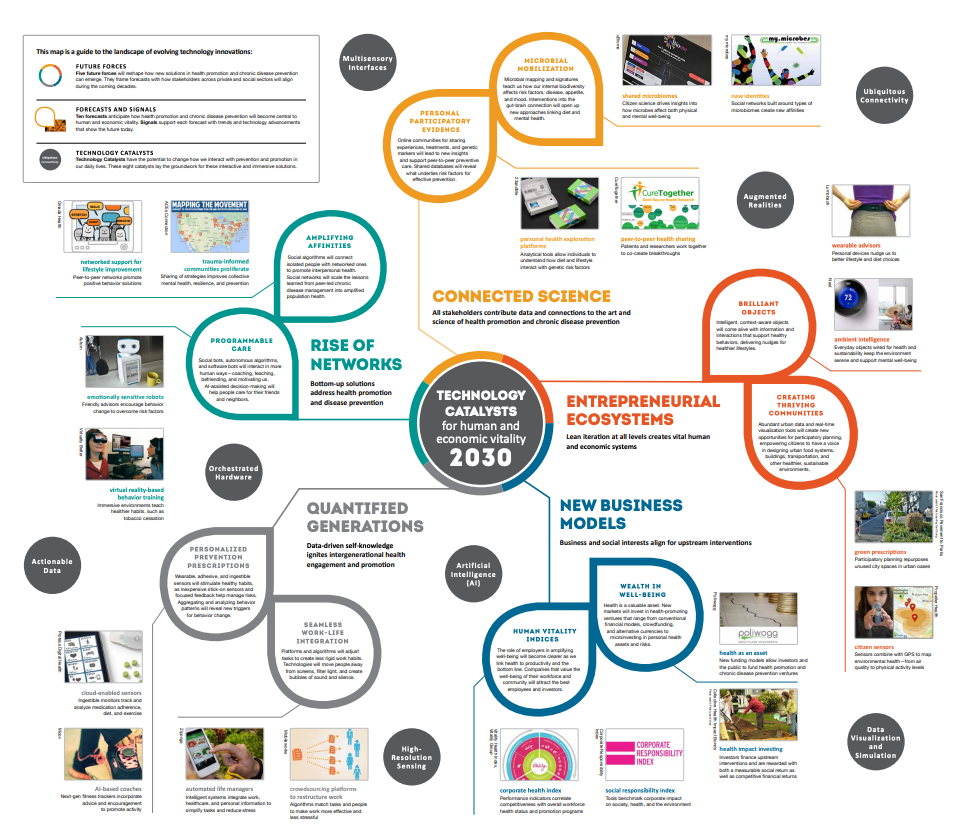 This map is a guide to the landscape of evolving technology innovations:
FUTURE FORCES
Five future forces will reshape how new solutions in health promotion and chronic disease prevention
can emerge. They frame forecasts with how stakeholders across private and social sectors will align
during the coming decades.
FORECASTS AND SIGNALS
Ten forecasts anticipate how health promotion and chronic disease prevention will become central to
human and economic vitality. Signals support each forecast with trends and technology advancements
that show the future today.
TECHNOLOGY CATALYSTS
Technology Catalysts have the potential to change how we interact with prevention and promotion in
our daily lives. These eight catalysts lay the groundwork for these interactive and immersive solutions.
Multisensory
Interfaces
MICROBIAL
MOBILIZATION
Microbial mapping and signatures
teach us how our internal biodiversity
affects risk factors, disease, appetite,
and mood. Interventions into the
gut-brain connection will open up
new approaches linking diet and
mental health.
PERSONAL
PARTICIPATORY
EVIDENCE
Online communities for sharing
experiences, treatments, and genetic
markers will lead to new insights
and support peer-to-peer preventive
care. Shared databases will reveal
what underlies risk factors for
effective prevention.
uBiome
shared microbiomes
Citizen science drives insights into
how microbes affect both physical
and mental well-being
my.microbes
my.microbes
new identities
Social networks built around types of
microbiomes create new affinities
Ubiquitous
Connectivity
23andMe
personal health exploration
platforms
Analytical tools allow individuals to
understand how diet and lifestyle
interact with genetic risk factors
CureTogether
CureTogether
peer-to-peer health sharing
Patients and researchers work together
to co-create breakthroughs
Augmented
Realities
Lumoback
wearable advisors
Personal devices nudge us to
better lifestyle and diet choices
Nest
72
ambient intelligence
Everyday objects wired for health and
sustainability keep the environment
serene and support mental well-being
Omada Health
networked support for
lifestyle improvement
Peer-to-peer networks promote
positive behavior solutions
ACEs Connection
MAPPING THE MOVEMENT
trauma-informed
communities proliferate
Sharing of strategies improves collective
mental health, resilience, and prevention
AMPLIFYING
AFFINITIES
Social algorithms will connect
isolated people with networked ones
to promote interpersonal health.
Social networks will scale the lessons
learned from peer-led chronic
disease management into amplified
population health.
PROGRAMMABLE
CARE
Social bots, autonomous algorithms,
and software bots will interact in more
human ways—coaching, teaching,
befriending, and motivating us.
AI-assisted decision-making will
help people care for their friends
and neighbors.
RISE OF
NETWORKS
Bottom-up solutions
address health promotion
and disease prevention
CONNECTED SCIENCE
All stakeholders contribute data and connections to the art and
science of health promotion and chronic disease prevention
BRILLIANT
OBJECTS
Intelligent, context-aware objects
will come alive with information and
interactions that support healthy
behaviors, delivering nudges for
healthier lifestyles.
emotionally sensitive robots
Friendly advisors encourage behavior
change to overcome risk factors
Virtually Better
virtual reality-based
behavior training
Immersive environments teach
healthier habits, such as
tobacco cessation
TECHNOLOGY
CATALYSTS
for human and
economic vitality
2030
ENTREPRENEURIAL
ECOSYSTEMS
Lean iteration at all levels creates vital human
and economic systems
CREATING
THRIVING
COMMUNITIES
Abundant urban data and real-time
visualization tools will create new
opportunities for participatory planning,
empowering citizens to have a voice
in designing urban food systems,
buildings, transportation, and
other healthier, sustainable
environments.
Orchestrated
Hardware
QUANTIFIED
GENERATIONS
Data-driven self-knowledge
ignites intergenerational health
engagement and promotion
NEW BUSINESS
MODELS
Business and social interests align for upstream interventions
green prescriptions
Participatory planning repurposes
unused city spaces in urban oases
Actionable
Data
PERSONALIZED
PREVENTION
PRESCRIPTIONS
Wearable, adhesive, and ingestible
sensors will stimulate healthy habits,
as inexpensive stick-on sensors and
focused feedback help manage risks.
Aggregating and analyzing behavior
patterns will reveal new triggers
for behavior change.
Artificial
Intelligence
(AI)
WEALTH IN
WELL-BEING
Health is a valuable asset. New
markets will invest in health-promoting
ventures that range from conventional
financial models, crowdfunding,
and alternative currencies to
microinvesting in personal health
assets and risks.
HUMAN VITALITY
INDICES
The role of employers in amplifying
well-being will become clearer as we
link health to productivity and the
bottom line. Companies that value the
well-being of their workforce and
community will attract the best
employees and investors.
SEAMLESS
WORK-LIFE
INTEGRATION
Platforms and algorithms will adjust
tasks to create less rigid work habits.
Technologies will move people away
from screens, filter light, and create
bubbles of sound and silence.
Poliwogg
poliwogg
health as an asset
New funding models allow investors and
the public to fund health promotion and
chronic disease prevention ventures
Propeller Health
citizen sensors
Sensors combine with GPS to map
environmental health—from air
quality to physical activity levels
Proteus Digital Health
cloud-enabled sensors
Ingestible monitors track and
analyze medication adherence,
diet, and exercise
health impact investing
Investors finance upstream
interventions and are rewarded with
both a measurable social return as
well as competitive financial returns
Data
Visualization
and
Simulation
Moov
AI-based coaches
Next-gen fitness trackers incorporate
advice and encouragement
to promote activity
automated life managers
Intelligent systems integrate work,
healthcare, and personal information to
simplify tasks and reduce stress
MobileWorks
crowdsourcing platforms
to restructure work
Algorithms match tasks and people
to make work more effective and
less stressful
High-
Resolution
Sensing
Vitality
corporate health index
Performance indicators correlate
competitiveness with overall workforce
health status and promotion programs
CORPORATE
RESPONSIBILITY
INDEX
social responsibility index
Tools benchmark corporate impact
on society, health, and the environment